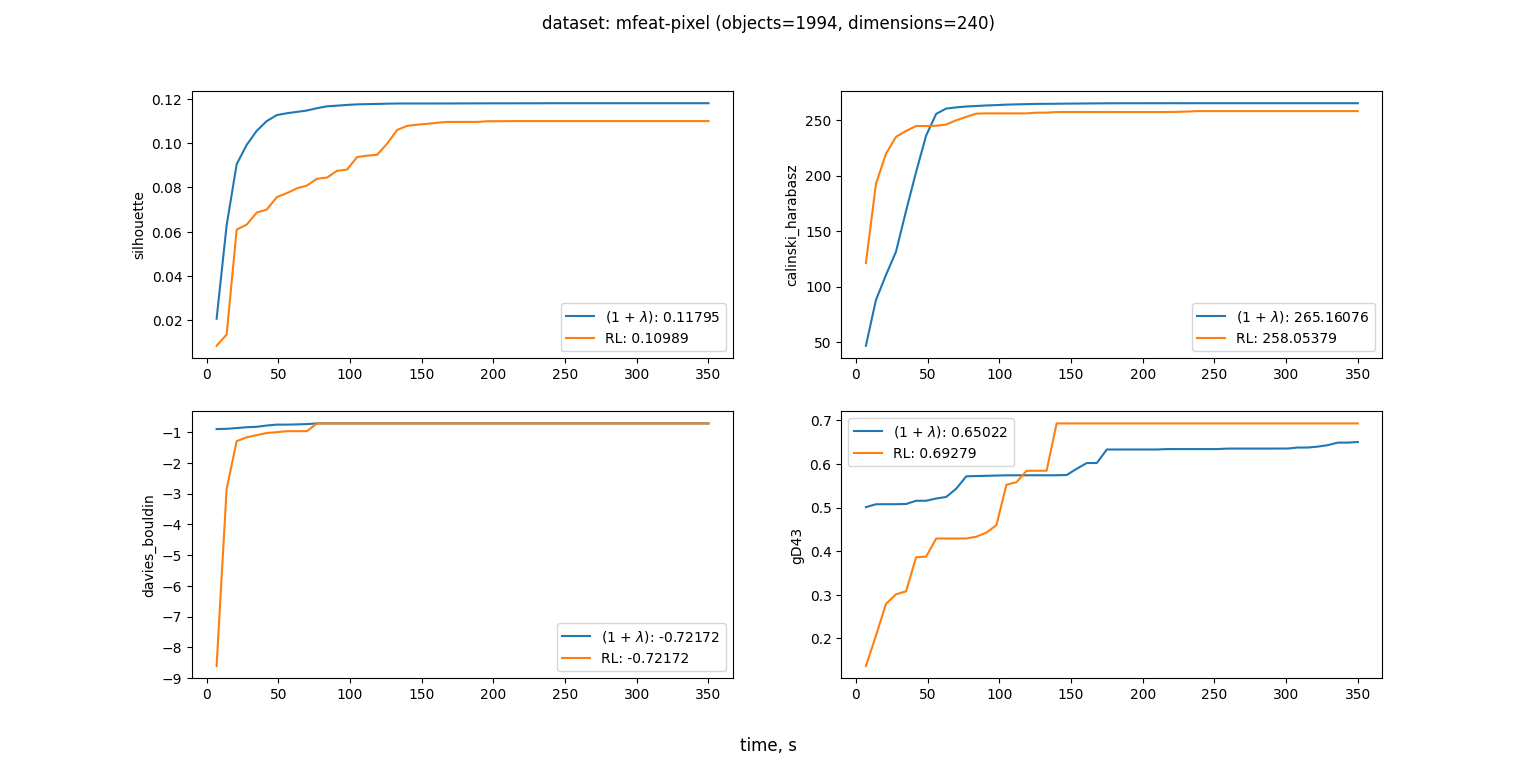 dataset: mfeat-pixel (objects=1994, dimensions=240)
silhouette
0.12
0.10
0.08
0.06
0.04
0.02
(1 + λ): 0.11795
RL: 0.10989
0 50 100 150 200 250 300 350
calinski_harabasz
250
200
150
100
50
(1 + λ): 265.16076
RL: 258.05379
0 50 100 150 200 250 300 350
davies_bouldin
−1
−2
−3
−4
−5
−6
−7
−8
−9
(1 + λ): -0.72172
RL: -0.72172
0 50 100 150 200 250 300 350
gD43
0.7
0.6
0.5
0.4
0.3
0.2
(1 + λ): 0.65022
RL: 0.69279
0 50 100 150 200 250 300 350
time, s